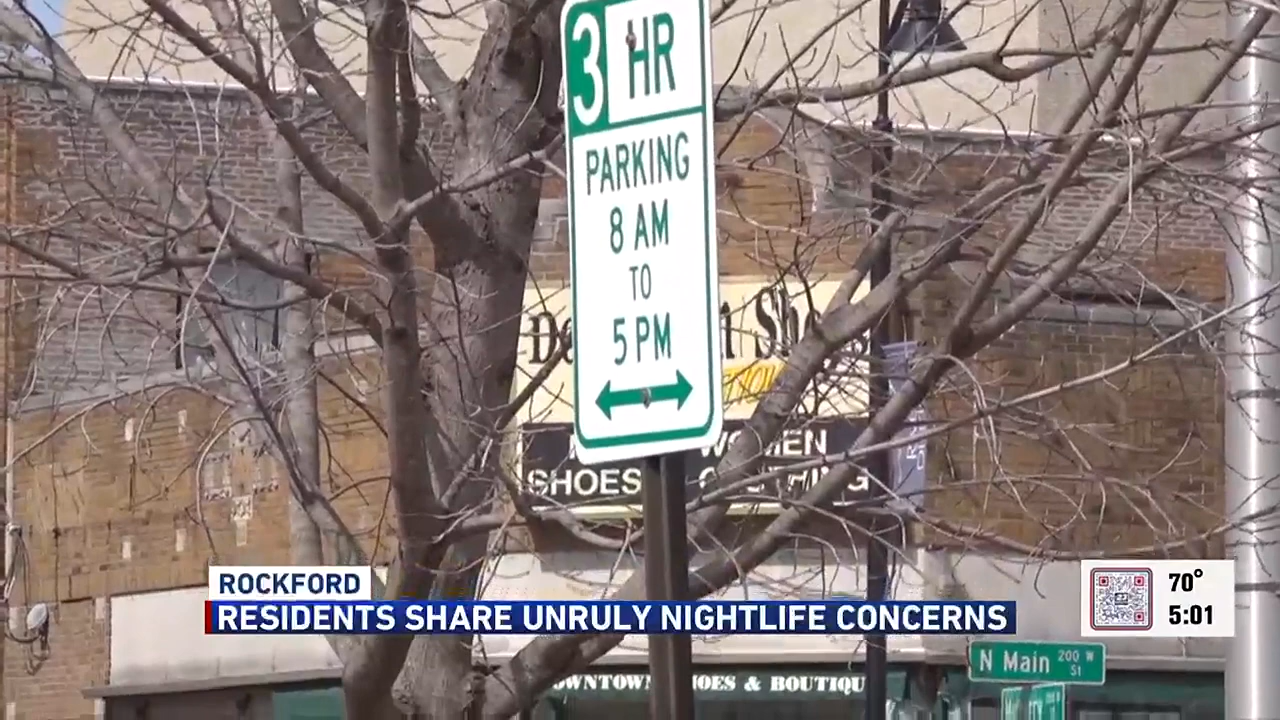 3 HR
PARKING
8 AM
TO
5 PM
SHOES
ROCKFORD
RESIDENTS SHARE UNRULY NIGHTLIFE CONCERNS
70°
5:01
N Main 200 W
St
& BOUTIQU